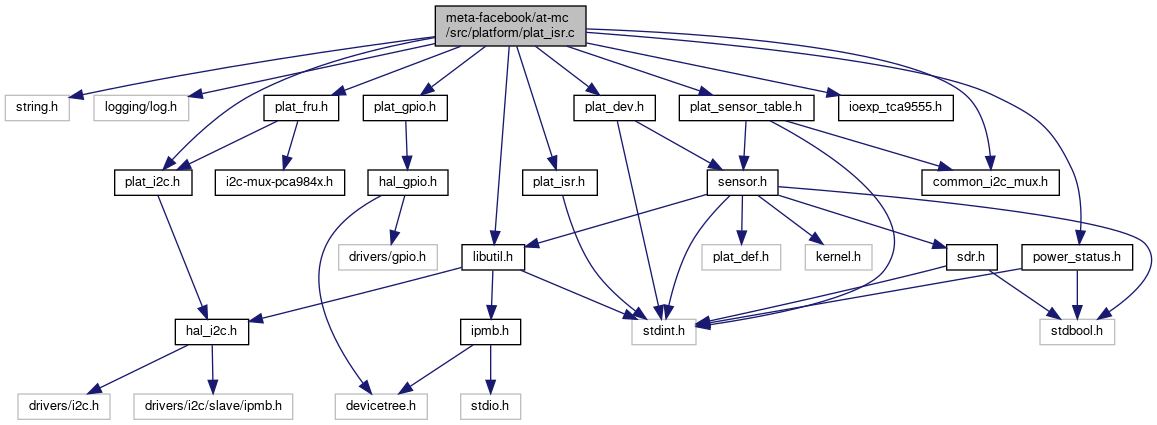 meta-facebook/at-mc
/src/platform/plat_isr.c
string.h
logging/log.h
plat_fru.h
plat_gpio.h
plat_dev.h
plat_sensor_table.h
ioexp_tca9555.h
plat_i2c.h
i2c-mux-pca984x.h
hal_gpio.h
plat_isr.h
sensor.h
common_i2c_mux.h
drivers/gpio.h
libutil.h
plat_def.h
kernel.h
sdr.h
power_status.h
hal_i2c.h
ipmb.h
stdint.h
stdbool.h
drivers/i2c.h
drivers/i2c/slave/ipmb.h
devicetree.h
stdio.h